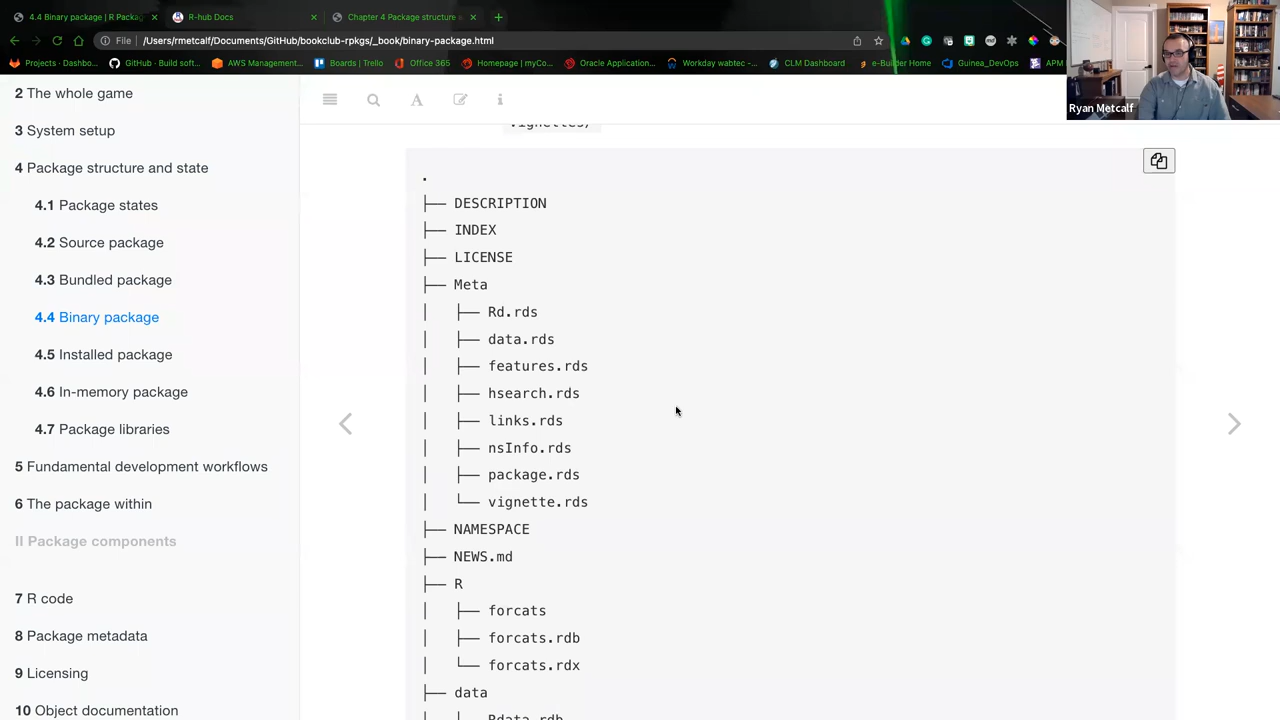 4.4 Binary package | R Packag
R-hub Docs
Chapter 4 Package structure
File
/Users/rmetcalf/Documents/GitHub/bookclub-rpkgs/_book/binary-package.html
Projects - Dashbo...
GitHub · Build soft...
AWS Management...
Boards | Trello
Office 365
Homepage | myCo...
Oracle Application...
Workday wabtec -...
CLM Dashboard
e-Builder Home
Guinea_DevOps
APM
Ryan Metcalf
2 The whole game
3 System setup
4 Package structure and state
4.1 Package states
4.2 Source package
4.3 Bundled package
4.4 Binary package
4.5 Installed package
4.6 In-memory package
4.7 Package libraries
5 Fundamental development workflows
6 The package within
II Package components
7 R code
8 Package metadata
9 Licensing
10 Object documentation
vignettes/
.
├── DESCRIPTION
├── INDEX
├── LICENSE
├── Meta
│   ├── Rd.rds
│   ├── data.rds
│   ├── features.rds
│   ├── hsearch.rds
│   ├── links.rds
│   ├── nsInfo.rds
│   ├── package.rds
│   └── vignette.rds
├── NAMESPACE
├── NEWS.md
├── R
│   ├── forcats
│   ├── forcats.rdb
│   └── forcats.rdx
├── data
│   ├── Rdata.rdb